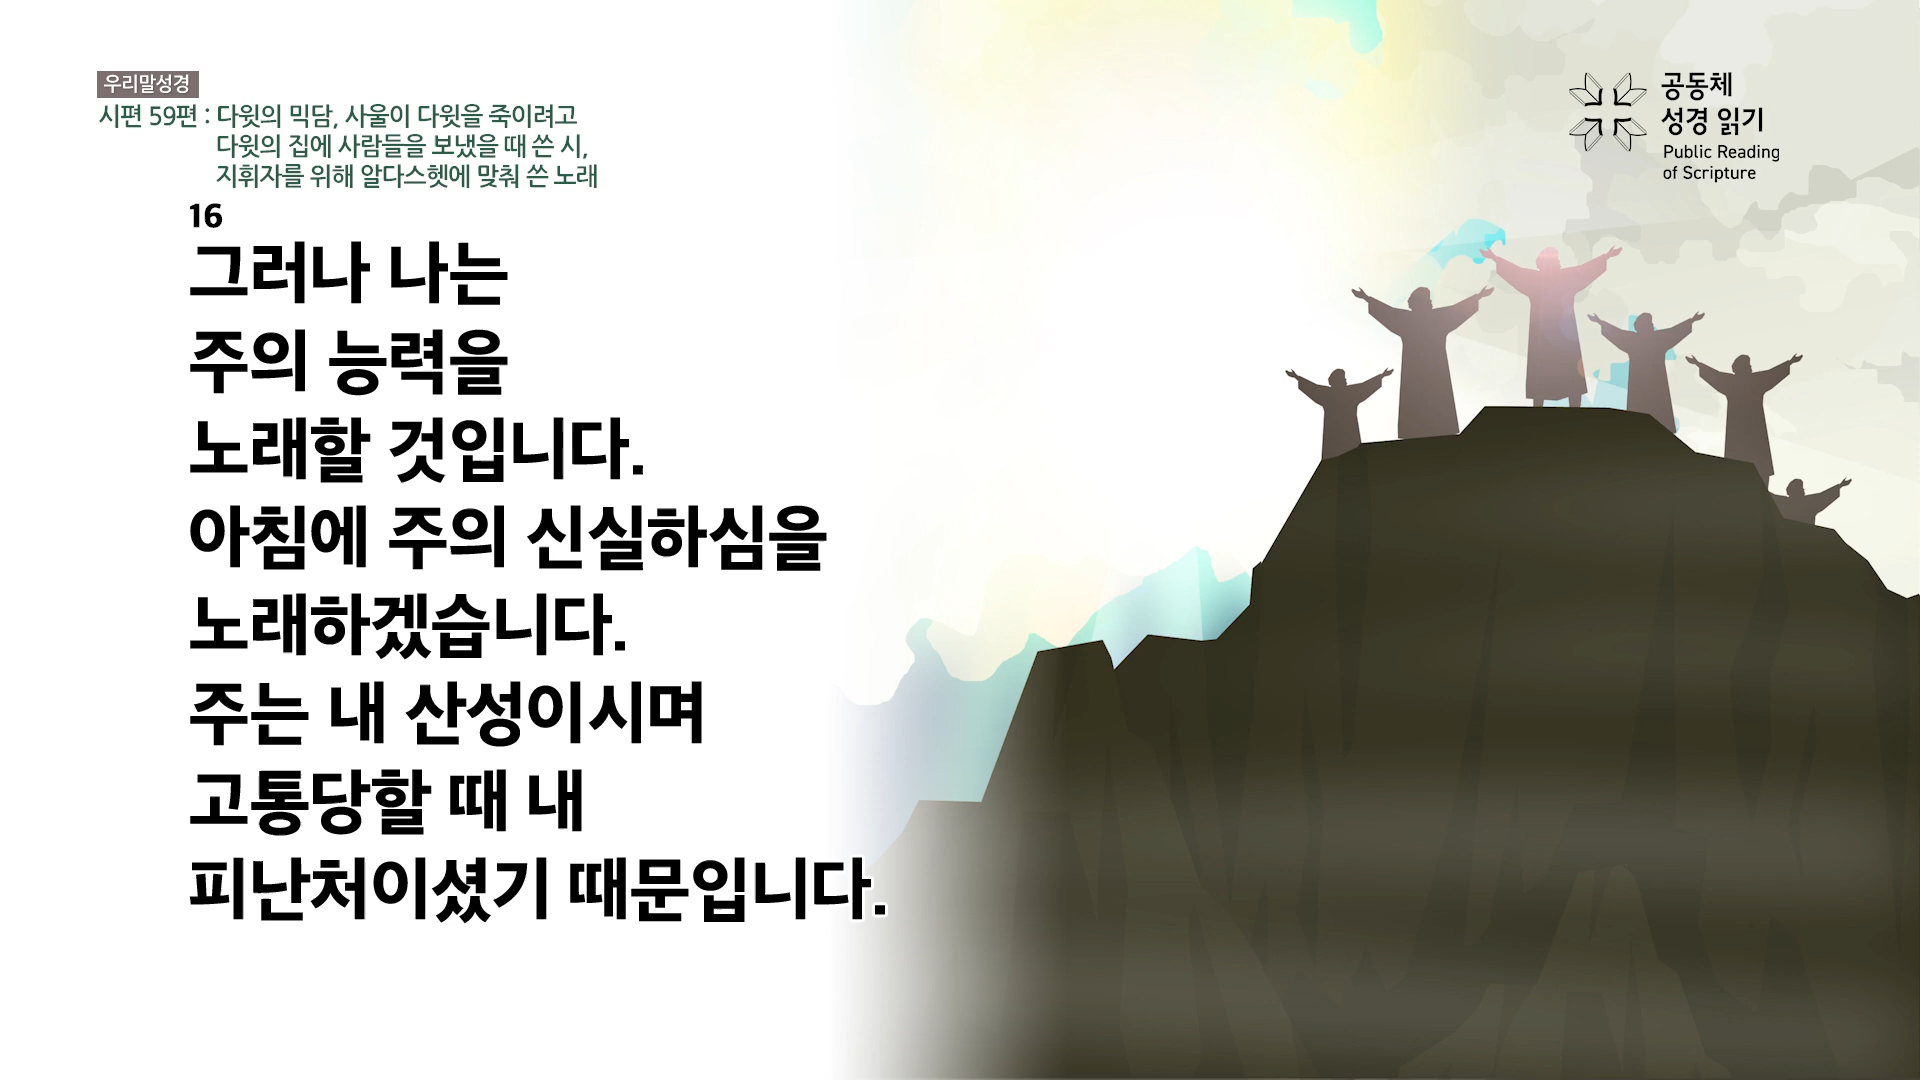 우리말성경
시편 59편 : 다윗의 믹담, 사울이 다윗을 죽이려고
다윗의 집에 사람들을 보냈을 때 쓴 시,
지휘자를 위해 알다스헷에 맞춰 쓴 노래
16
그러나 나는
주의 능력을
노래할 것입니다.
아침에 주의 신실하심을
노래하겠습니다.
주는 내 산성이시며
고통당할 때 내
피난처이셨기 때문입니다.
공동체
성경 읽기
Public Reading
of Scripture